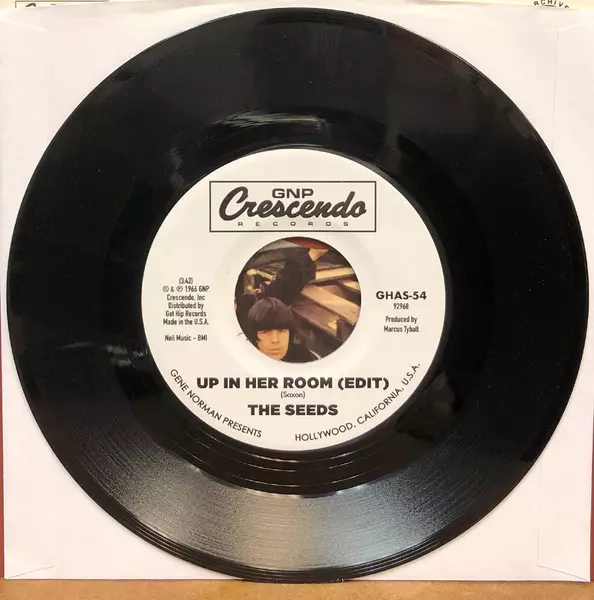 GNP
Crescendo
RECORDS
(3:42)
© & ℗ 1966 GNP
Crescendo, Inc
Distributed by
Get Hip Records
Made in the U.S.A.
Neil Music - BMI
GHAS-54
92968
Produced by
Marcus Tybalt
UP IN HER ROOM (EDIT)
(Saxon)
THE SEEDS
GENE NORMAN PRESENTS
HOLLYWOOD, CALIFORNIA, U.S.A.